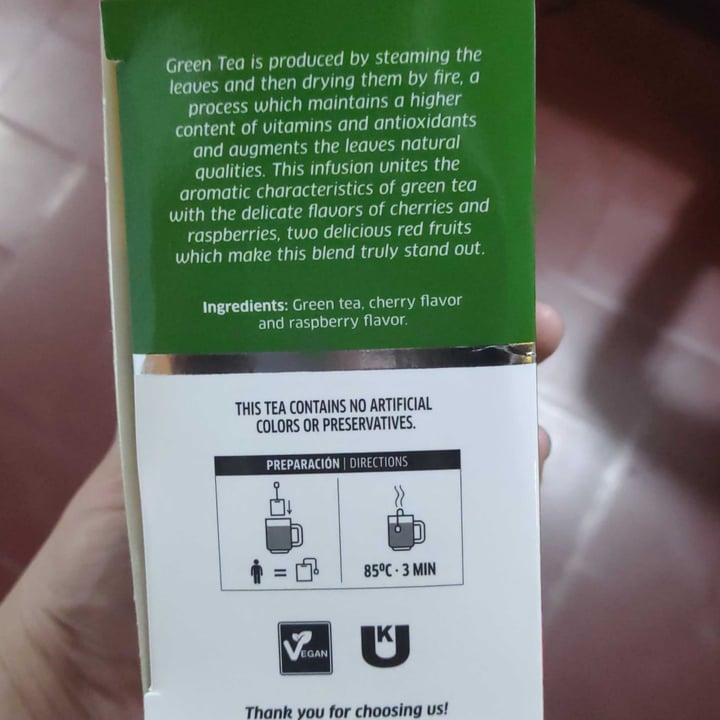 Green Tea is produced by steaming the
leaves and then drying them by fire, a
process which maintains a higher
content of vitamins and antioxidants
and augments the leaves natural
qualities. This infusion unites the
aromatic characteristics of green tea
with the delicate flavors of cherries and
raspberries, two delicious red fruits
which make this blend truly stand out.
Ingredients: Green tea, cherry flavor
and raspberry flavor.
THIS TEA CONTAINS NO ARTIFICIAL
COLORS OR PRESERVATIVES.
PREPARACIÓN | DIRECTIONS
=
85ºC · 3 MIN
VEGAN
UK
Thank you for choosing us!